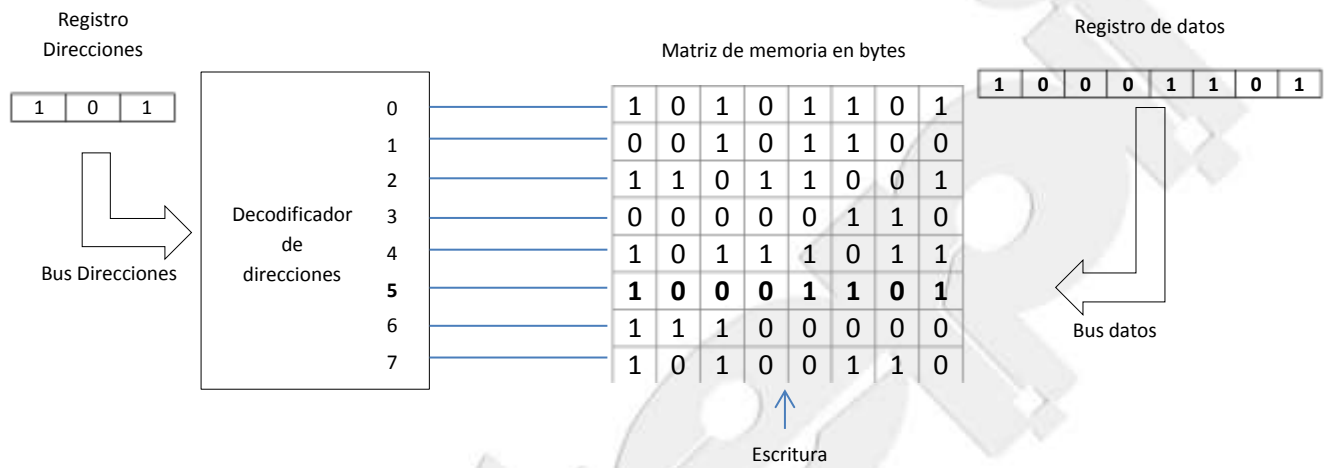 Registro
Direcciones
1 0 1
Bus Direcciones
Decodificador
de
direcciones
0
1
2
3
4
5
6
7
Matriz de memoria en bytes
1 0 1 0 1 1 0 1
0 0 1 0 1 1 0 0
1 1 0 1 1 0 0 1
0 0 0 0 0 1 1 0
1 0 1 1 1 0 1 1
1 0 0 0 1 1 0 1
1 1 1 0 0 0 0 0
1 0 1 0 0 1 1 0
Escritura
Registro de datos
1 0 0 0 1 1 0 1
Bus datos